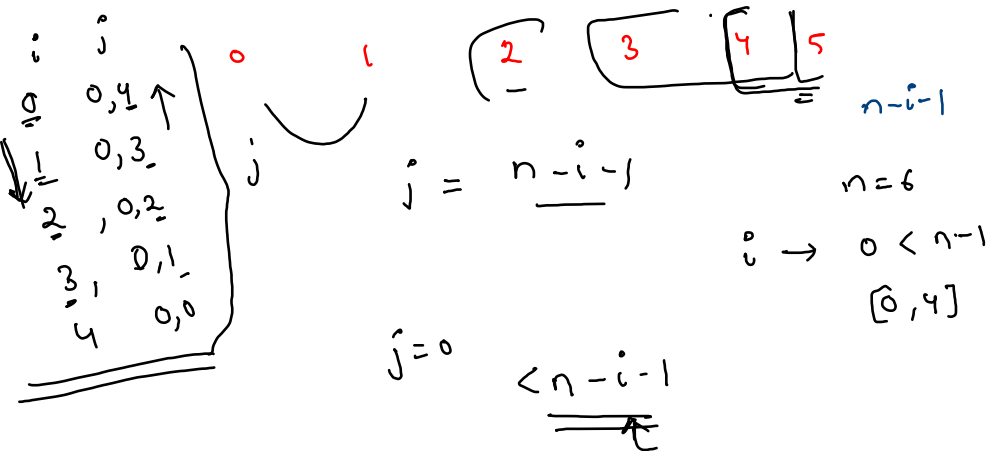 i j
0 1 2 3 4 5
0 0,4
n-i-1
1 0,3
j
j = n-i-1
n=6
2 , 0,2
i → 0 < n-1
3, 0,1
[0,4]
4 0,0
j=0
<n-i-1